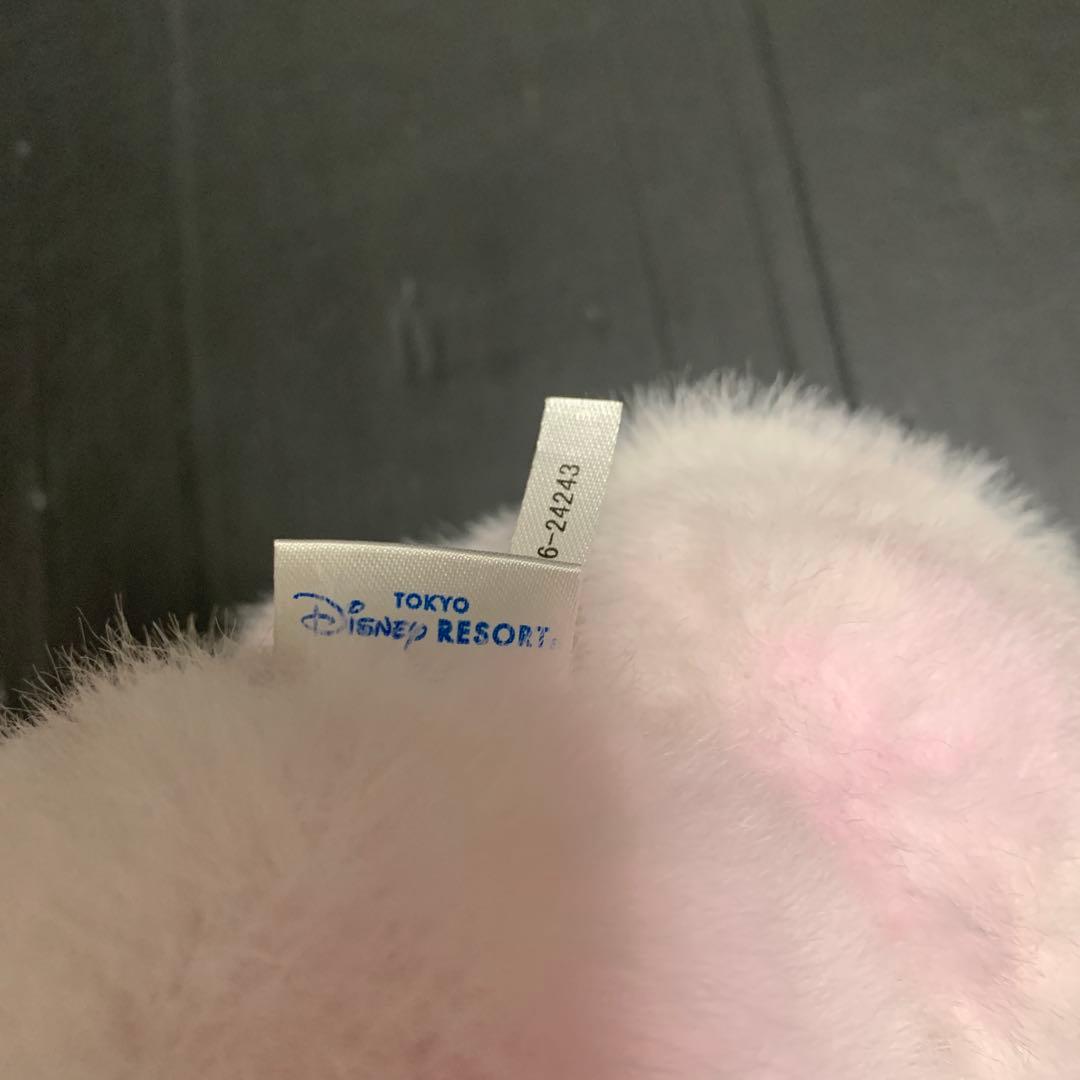 6-24243
TOKYO
Disney RESORT